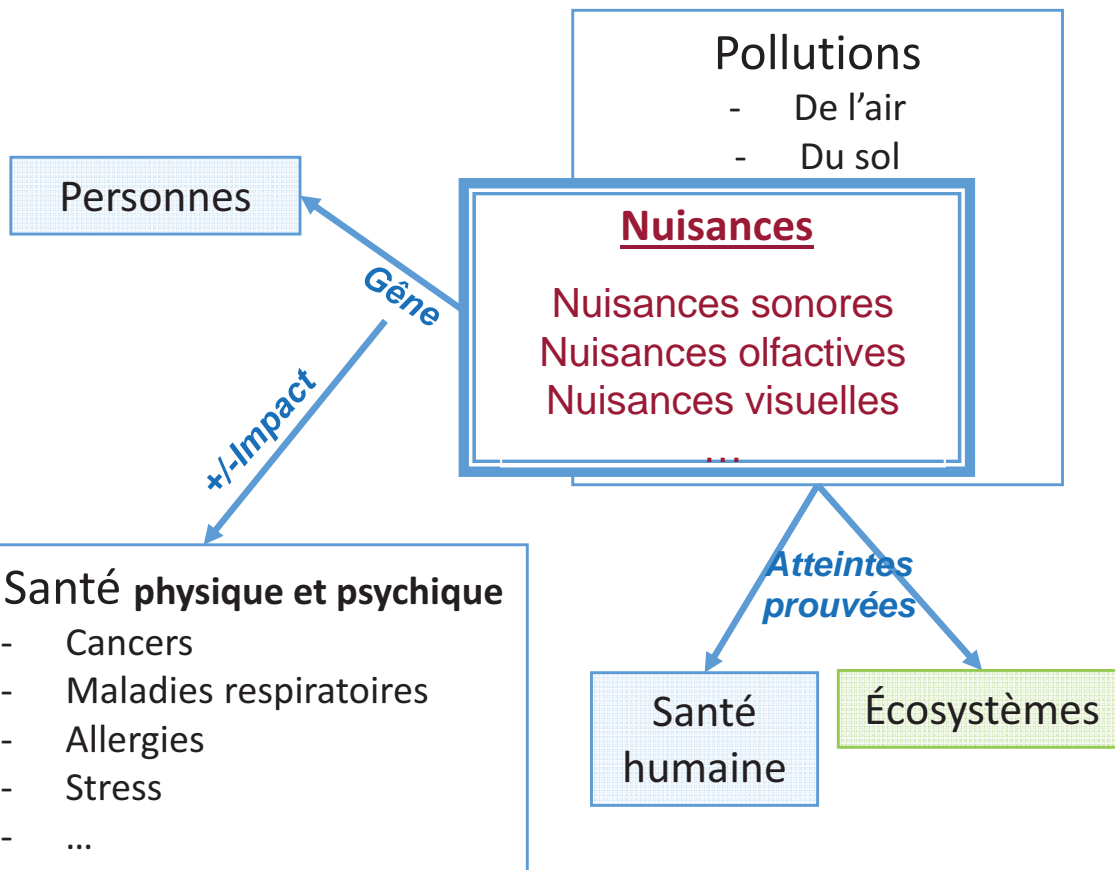 Pollutions
- De l’air
- Du sol
Personnes
Nuisances
Nuisances sonores
Nuisances olfactives
Nuisances visuelles
…
Gêne
+/-Impact
Santé physique et psychique
- Cancers
- Maladies respiratoires
- Allergies
- Stress
- …
Atteintes
prouvées
Santé
humaine
Écosystèmes